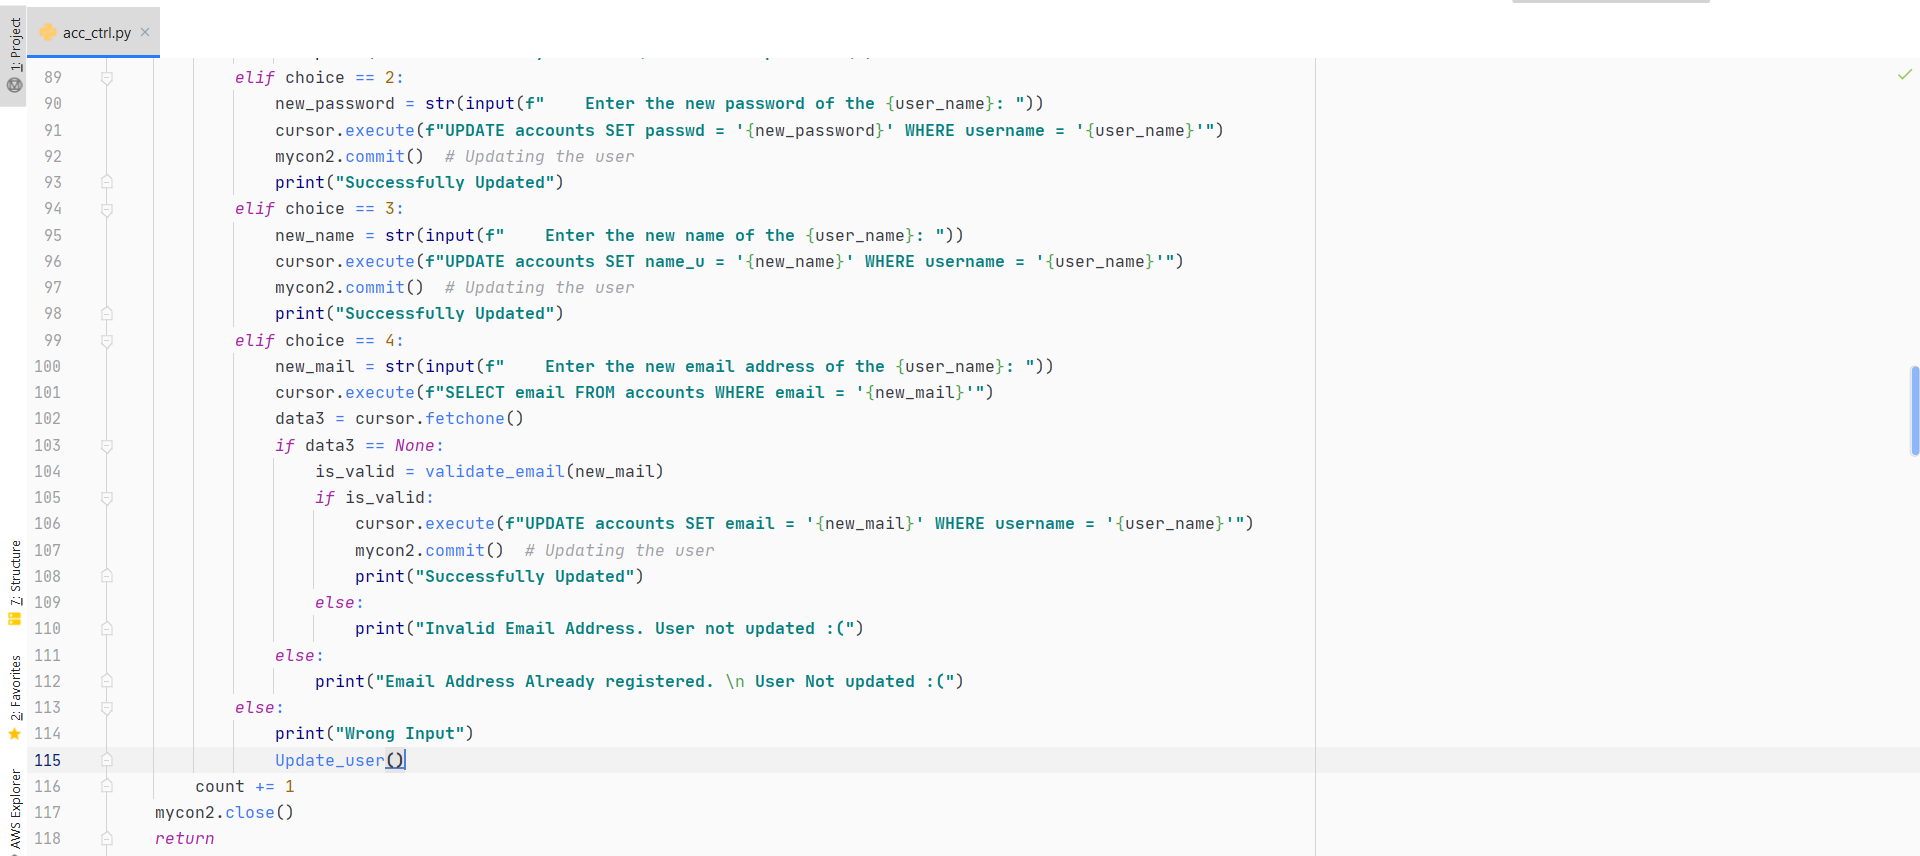 acc_ctrl.py
1: Project
7: Structure
2: Favorites
AWS Explorer
89 elif choice == 2:
90 new_password = str(input(f"    Enter the new password of the {user_name}: "))
91 cursor.execute(f"UPDATE accounts SET passwd = '{new_password}' WHERE username = '{user_name}'")
92 mycon2.commit()  # Updating the user
93 print("Successfully Updated")
94 elif choice == 3:
95 new_name = str(input(f"    Enter the new name of the {user_name}: "))
96 cursor.execute(f"UPDATE accounts SET name_u = '{new_name}' WHERE username = '{user_name}'")
97 mycon2.commit()  # Updating the user
98 print("Successfully Updated")
99 elif choice == 4:
100 new_mail = str(input(f"    Enter the new email address of the {user_name}: "))
101 cursor.execute(f"SELECT email FROM accounts WHERE email = '{new_mail}'")
102 data3 = cursor.fetchone()
103 if data3 == None:
104 is_valid = validate_email(new_mail)
105 if is_valid:
106 cursor.execute(f"UPDATE accounts SET email = '{new_mail}' WHERE username = '{user_name}'")
107 mycon2.commit()  # Updating the user
108 print("Successfully Updated")
109 else:
110 print("Invalid Email Address. User not updated :(")
111 else:
112 print("Email Address Already registered. \n User Not updated :(")
113 else:
114 print("Wrong Input")
115 Update_user()
116 count += 1
117 mycon2.close()
118 return